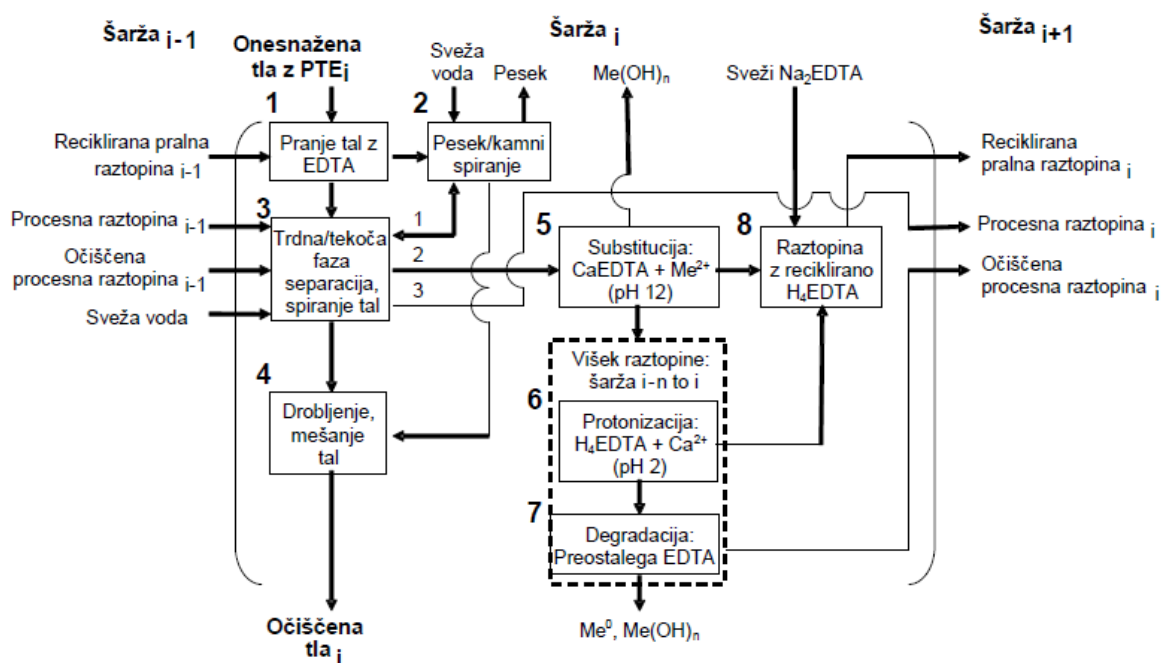 Šarža i-1
Šarža i
Šarža i+1
Onesnažena
tla z PTEi
Sveža
voda
Pesek
Me(OH)n
Sveži Na2EDTA
1
Pranje tal z
EDTA
2
Pesek/kamni
spiranje
Reciklirana pralna
raztopina i-1
Reciklirana
pralna raztopina i
3
Trdna/tekoča
faza
separacija,
spiranje tal
Procesna raztopina i-1
Očiščena
procesna raztopina i-1
Sveža voda
1
2
3
5
Substitucija:
CaEDTA + Me2+
(pH 12)
8
Raztopina
z reciklirano
H4EDTA
Procesna raztopina i
Očiščena
procesna raztopina i
4
Drobljenje,
mešanje
tal
Višek raztopine:
šarža i-n to i
6
Protonizacija:
H4EDTA + Ca2+
(pH 2)
7
Degradacija:
Preostalega EDTA
Očiščena
tla i
Me0, Me(OH)n